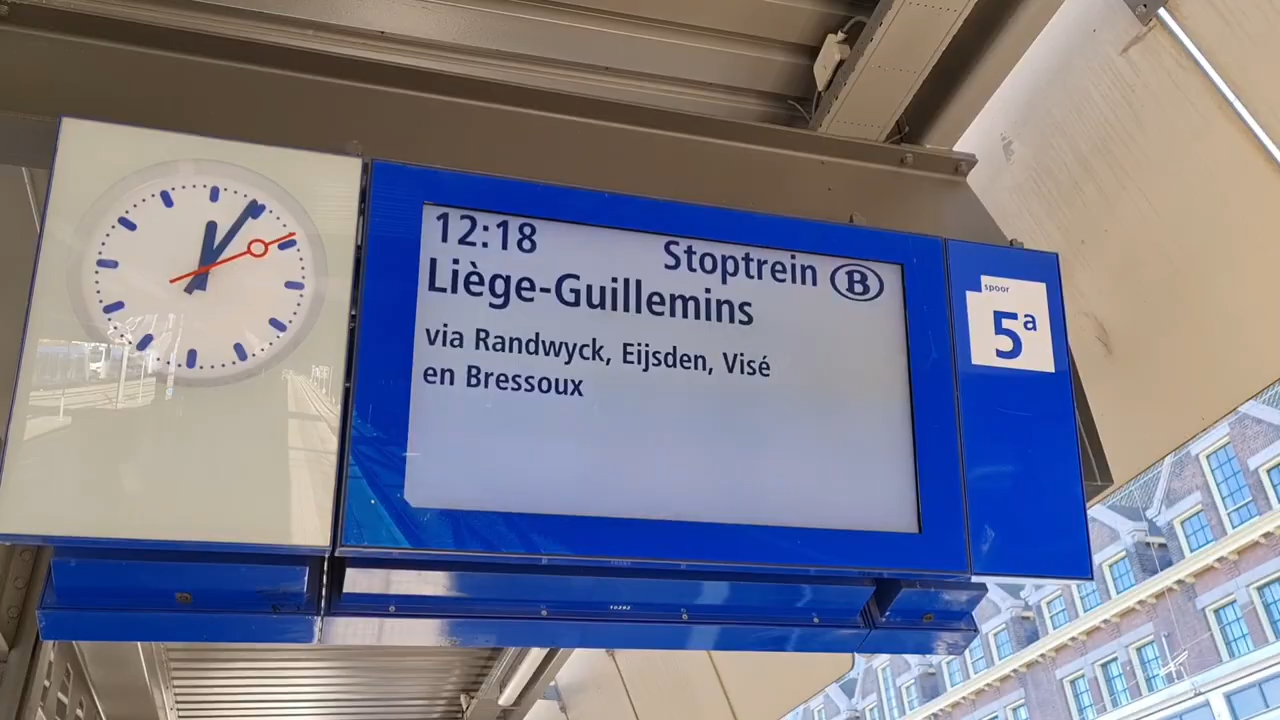 12:18
Stoptrein B
Liège-Guillemins
via Randwyck, Eijsden, Visé
en Bressoux
spoor
5a